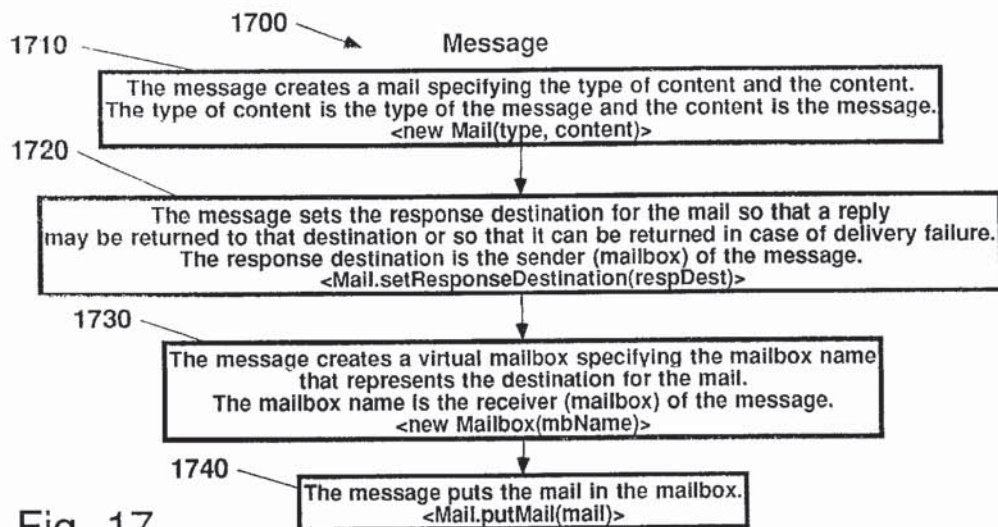 1700
1710
Message
The message creates a mail specifying the type of content and the content.
The type of content is the type of the message and the content is the message.
<new Mail(type, content)>
1720
The message sets the response destination for the mail so that a reply
may be returned to that destination or so that it can be returned in case of delivery failure.
The response destination is the sender (mailbox) of the message.
<Mail.setResponseDestination(respDest)>
1730
The message creates a virtual mailbox specifying the mailbox name
that represents the destination for the mail.
The mailbox name is the receiver (mailbox) of the message.
<new Mailbox(mbName)>
1740
The message puts the mail in the mailbox.
<Mail.putMail(mail)>
Fig. 17